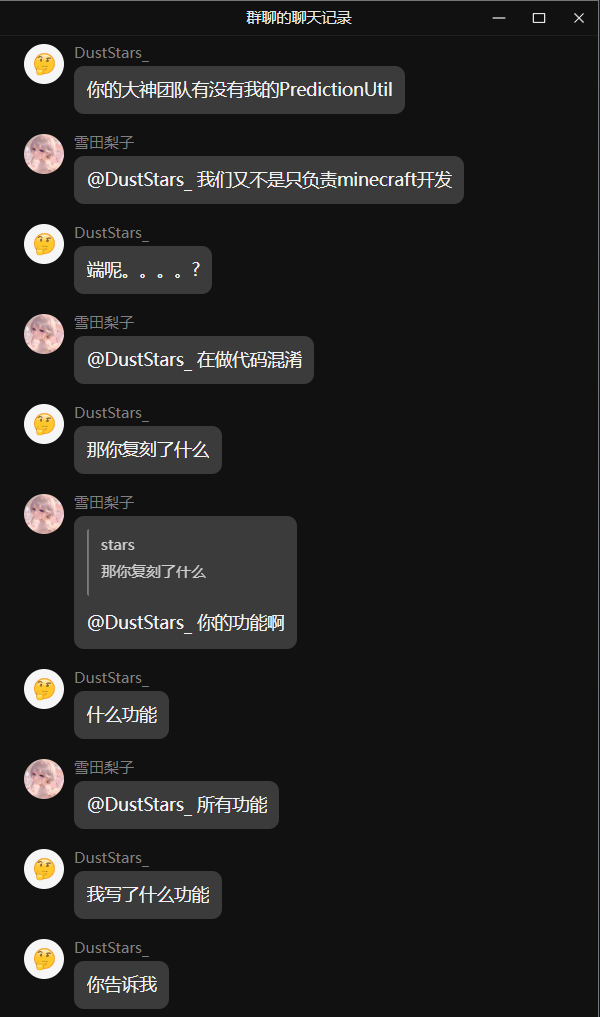 群聊的聊天记录
DustStars_
你的大神团队有没有我的PredictionUtil
雪田梨子
@DustStars_ 我们又不是只负责minecraft开发
DustStars_
端呢。。。。?
雪田梨子
@DustStars_ 在做代码混淆
DustStars_
那你复刻了什么
雪田梨子
stars
那你复刻了什么
@DustStars_ 你的功能啊
DustStars_
什么功能
雪田梨子
@DustStars_ 所有功能
DustStars_
我写了什么功能
DustStars_
你告诉我